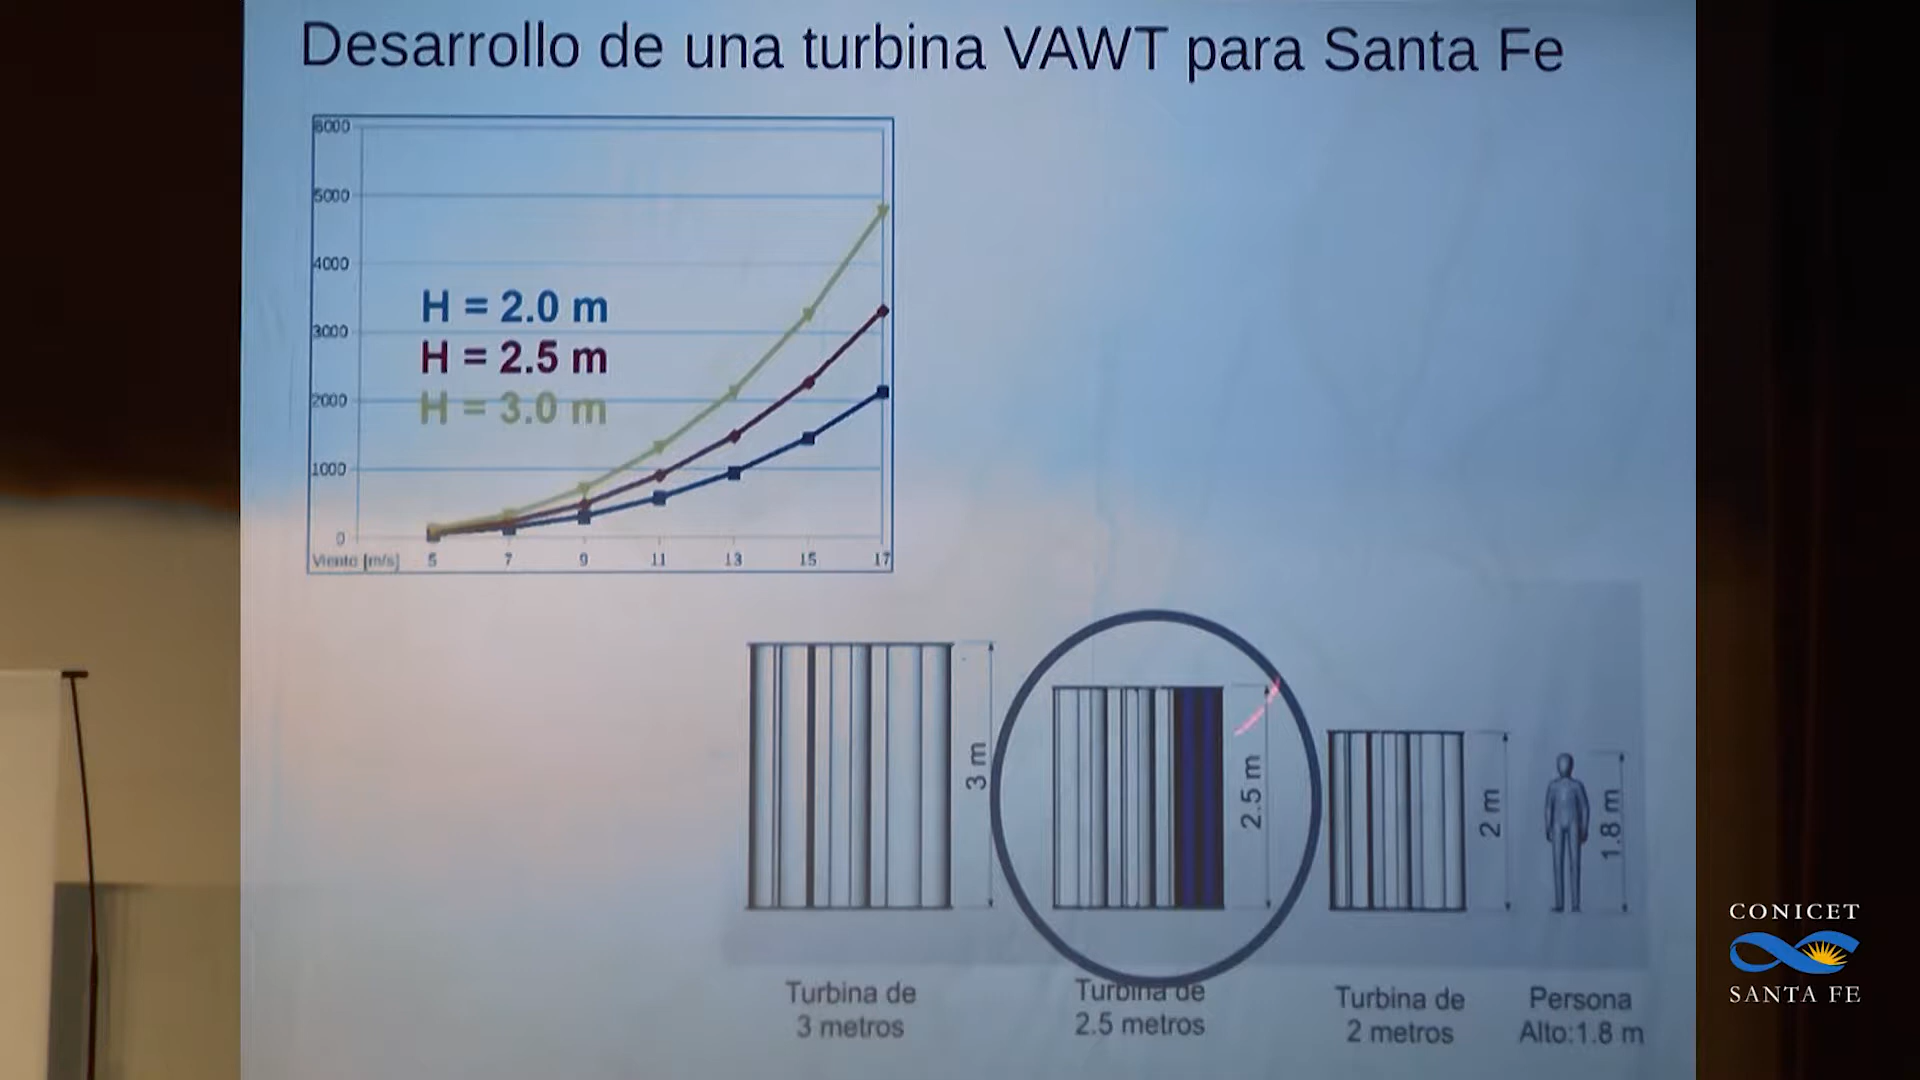 Desarrollo de una turbina VAWT para Santa Fe
6000
5000
4000
3000
2000
1000
0
H = 2.0 m
H = 2.5 m
H = 3.0 m
Viento [m/s] 5 7 9 11 13 15 17
3 m
2.5 m
2 m
1.8 m
Turbina de
3 metros
Turbina de
2.5 metros
Turbina de
2 metros
Persona
Alto:1.8 m
CONICET
SANTA FE